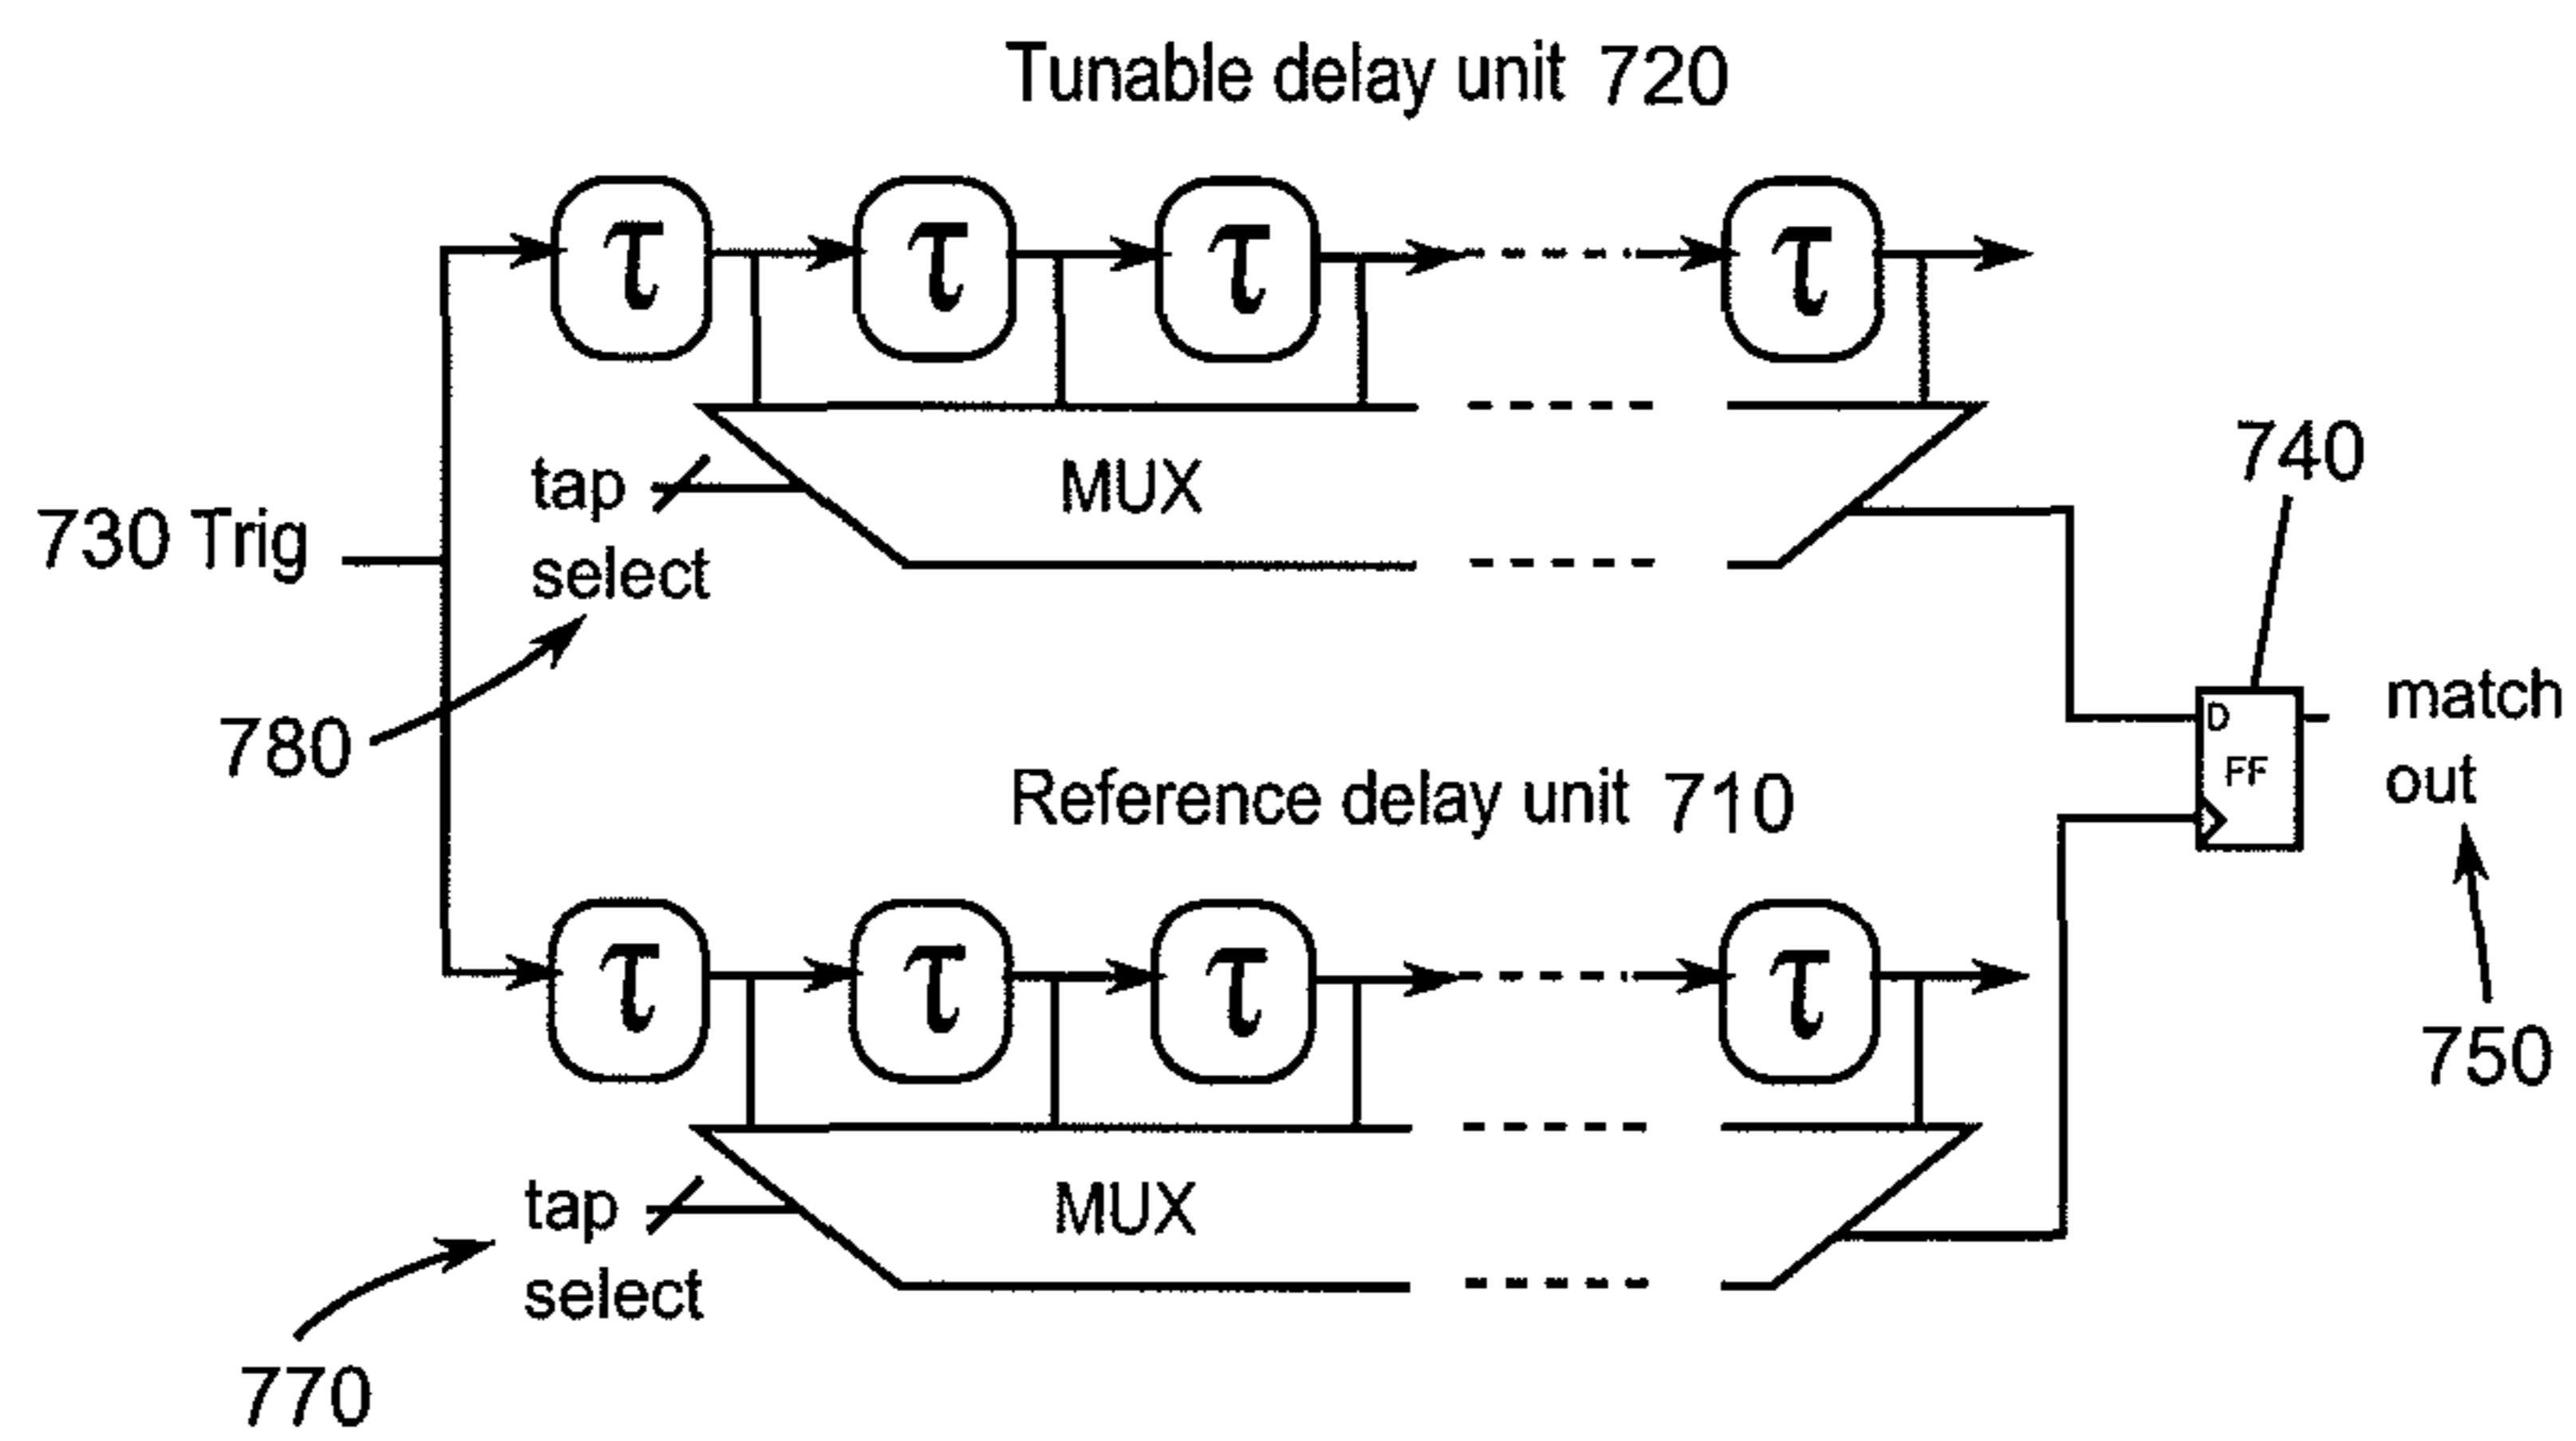 Tunable delay unit 720
τ τ τ τ
740
tap
select
MUX
730 Trig
780
D
FF
match
out
Reference delay unit 710
750
τ τ τ τ
tap
select
MUX
770